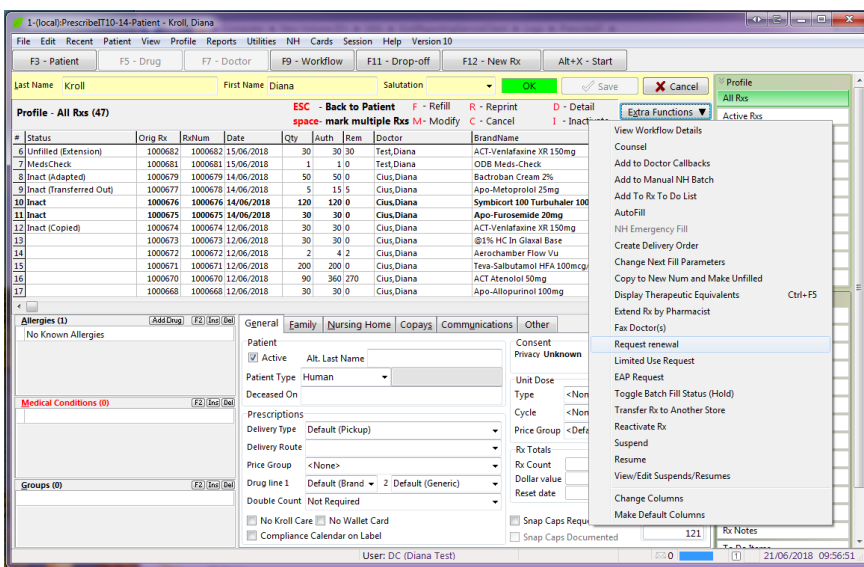 1-(local):PrescribeIT10-14-Patient - Kroll, Diana
File Edit Recent Patient View Profile Reports Utilities NH Cards Session Help Version 10
F3 - Patient F5 - Drug F7 - Doctor F9 - Workflow F11 - Drop-off F12 - New Rx Alt+X - Start
Last Name Kroll First Name Diana Salutation OK Save Cancel
Profile
All Rxs
Active Rxs
Profile - All Rxs (47)
ESC - Back to Patient F - Refill R - Reprint D - Detail
space- mark multiple Rxs M- Modify C - Cancel I - Inactivate
Extra Functions ▼
# Status Orig Rx RxNum Date Qty Auth Rem Doctor BrandName
6 Unfilled (Extension) 1000682 1000682 15/06/2018 30 30 30 Test,Diana ACT-Venlafaxine XR 150mg
7 MedsCheck 1000681 1000681 15/06/2018 1 1 0 Test,Diana ODB Meds-Check
8 Inact (Adapted) 1000679 1000679 14/06/2018 50 50 0 Cius,Diana Bactroban Cream 2%
9 Inact (Transferred Out) 1000677 1000678 14/06/2018 5 15 5 Cius,Diana Apo-Metoprolol 25mg
10 Inact 1000676 1000676 14/06/2018 120 120 0 Cius,Diana Symbicort 100 Turbuhaler 100
11 Inact 1000675 1000675 14/06/2018 30 30 0 Cius,Diana Apo-Furosemide 20mg
12 Inact (Copied) 1000674 1000674 12/06/2018 30 30 0 Cius,Diana ACT-Venlafaxine XR 150mg
13 1000673 1000673 12/06/2018 30 30 0 Cius,Diana @1% HC In Glaxal Base
14 1000672 1000672 12/06/2018 2 4 2 Cius,Diana Aerochamber Flow Vu
15 1000671 1000671 12/06/2018 200 200 0 Cius,Diana Teva-Salbutamol HFA 100mcg/
16 1000670 1000670 12/06/2018 90 360 270 Cius,Diana ACT Atenolol 50mg
17 1000668 1000668 12/06/2018 30 30 0 Cius,Diana Apo-Allopurinol 100mg
View Workflow Details
Counsel
Add to Doctor Callbacks
Add to Manual NH Batch
Add To Rx To Do List
AutoFill
NH Emergency Fill
Create Delivery Order
Change Next Fill Parameters
Copy to New Num and Make Unfilled
Display Therapeutic Equivalents Ctrl+F5
Extend Rx by Pharmacist
Fax Doctor(s)
Request renewal
Limited Use Request
EAP Request
Toggle Batch Fill Status (Hold)
Transfer Rx to Another Store
Reactivate Rx
Suspend
Resume
View/Edit Suspends/Resumes
Change Columns
Make Default Columns
Allergies (1) Add Drug F2 Ins Del
No Known Allergies
Medical Conditions (0) F2 Ins Del
Groups (0) F2 Ins Del
General Family Nursing Home Copays Communications Other
Patient
Active Alt. Last Name
Patient Type Human
Deceased On
Prescriptions
Delivery Type Default (Pickup)
Delivery Route
Price Group <None>
Drug line 1 Default (Brand 2 Default (Generic)
Double Count Not Required
No Kroll Care No Wallet Card
Compliance Calendar on Label
Consent
Privacy Unknown
Unit Dose
Type <Non
Cycle <Non
Price Group <Defa
Rx Totals
Rx Count
Dollar value
Reset date
Snap Caps Reque
Snap Caps Documented
121
Rx Notes
User: DC (Diana Test) 0 1 21/06/2018 09:56:51